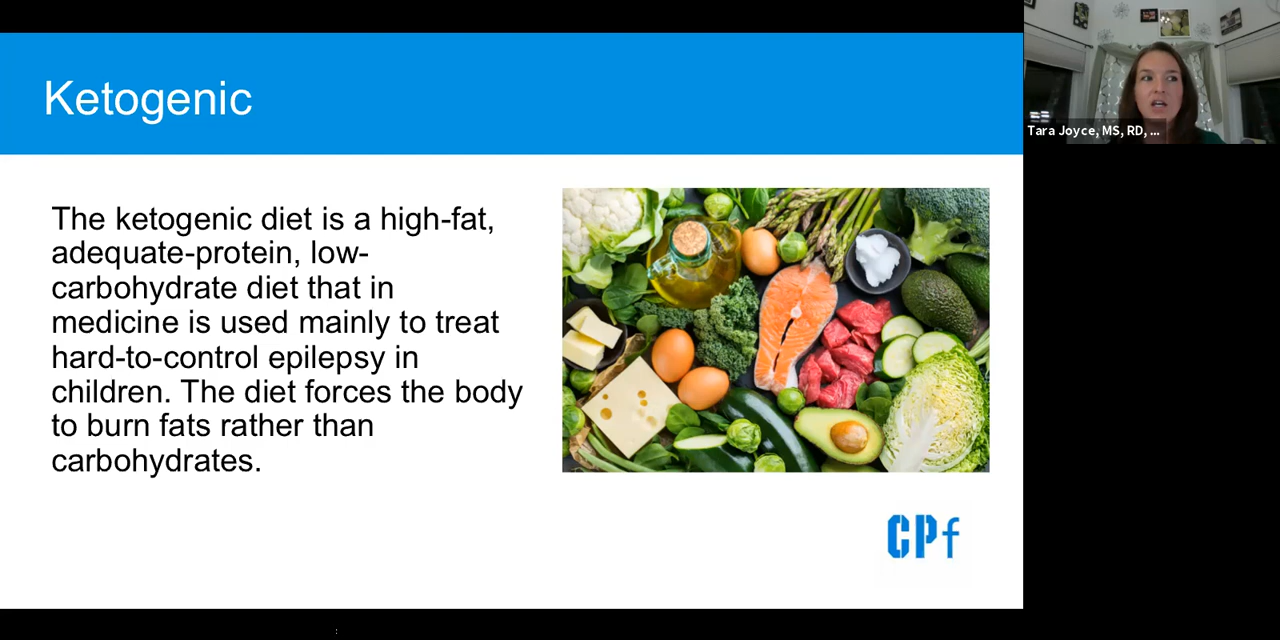 Ketogenic
The ketogenic diet is a high-fat,
adequate-protein, low-
carbohydrate diet that in
medicine is used mainly to treat
hard-to-control epilepsy in
children. The diet forces the body
to burn fats rather than
carbohydrates.
CPf
Tara Joyce, MS, RD, ...